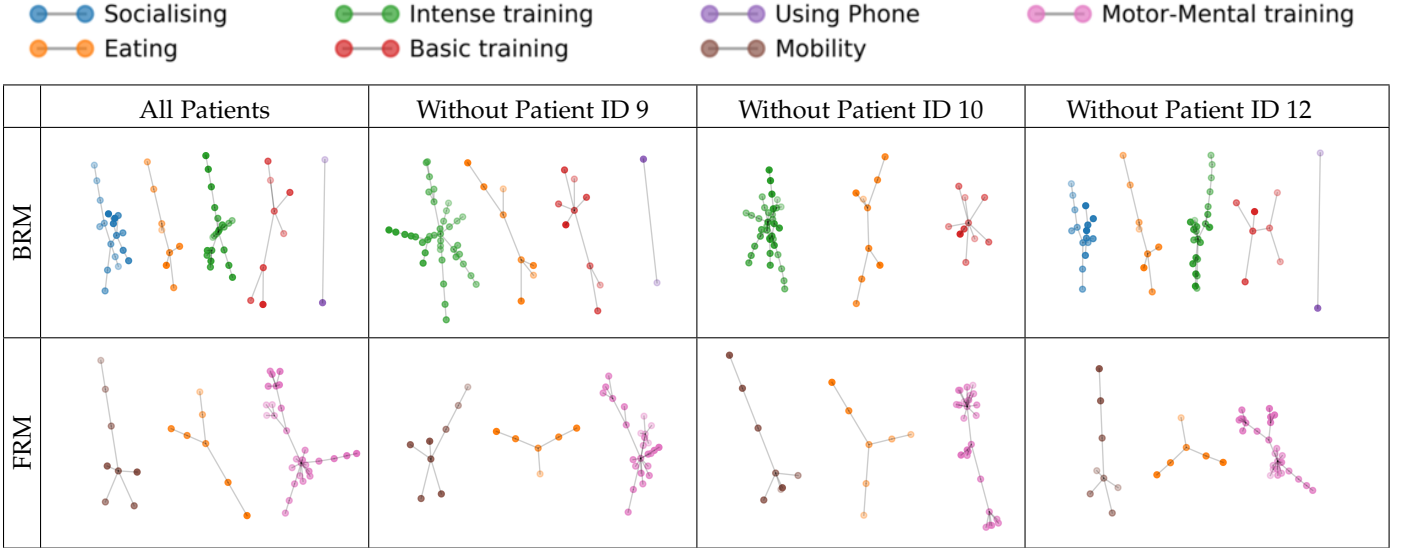 Socialising Intense training Using Phone Motor-Mental training
Eating Basic training Mobility
All Patients Without Patient ID 9 Without Patient ID 10 Without Patient ID 12
BRM
FRM